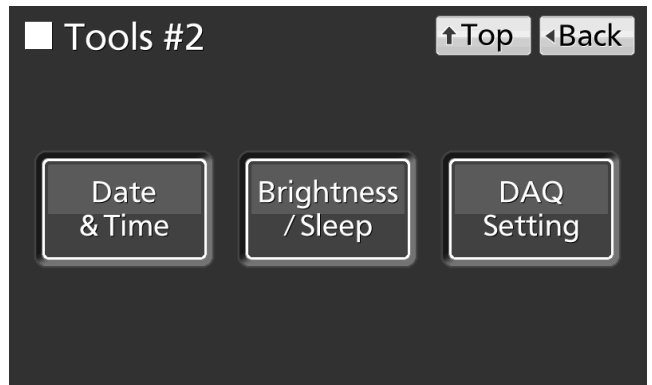 Tools #2
↑Top
◂Back
Date
& Time
Brightness
/ Sleep
DAQ
Setting